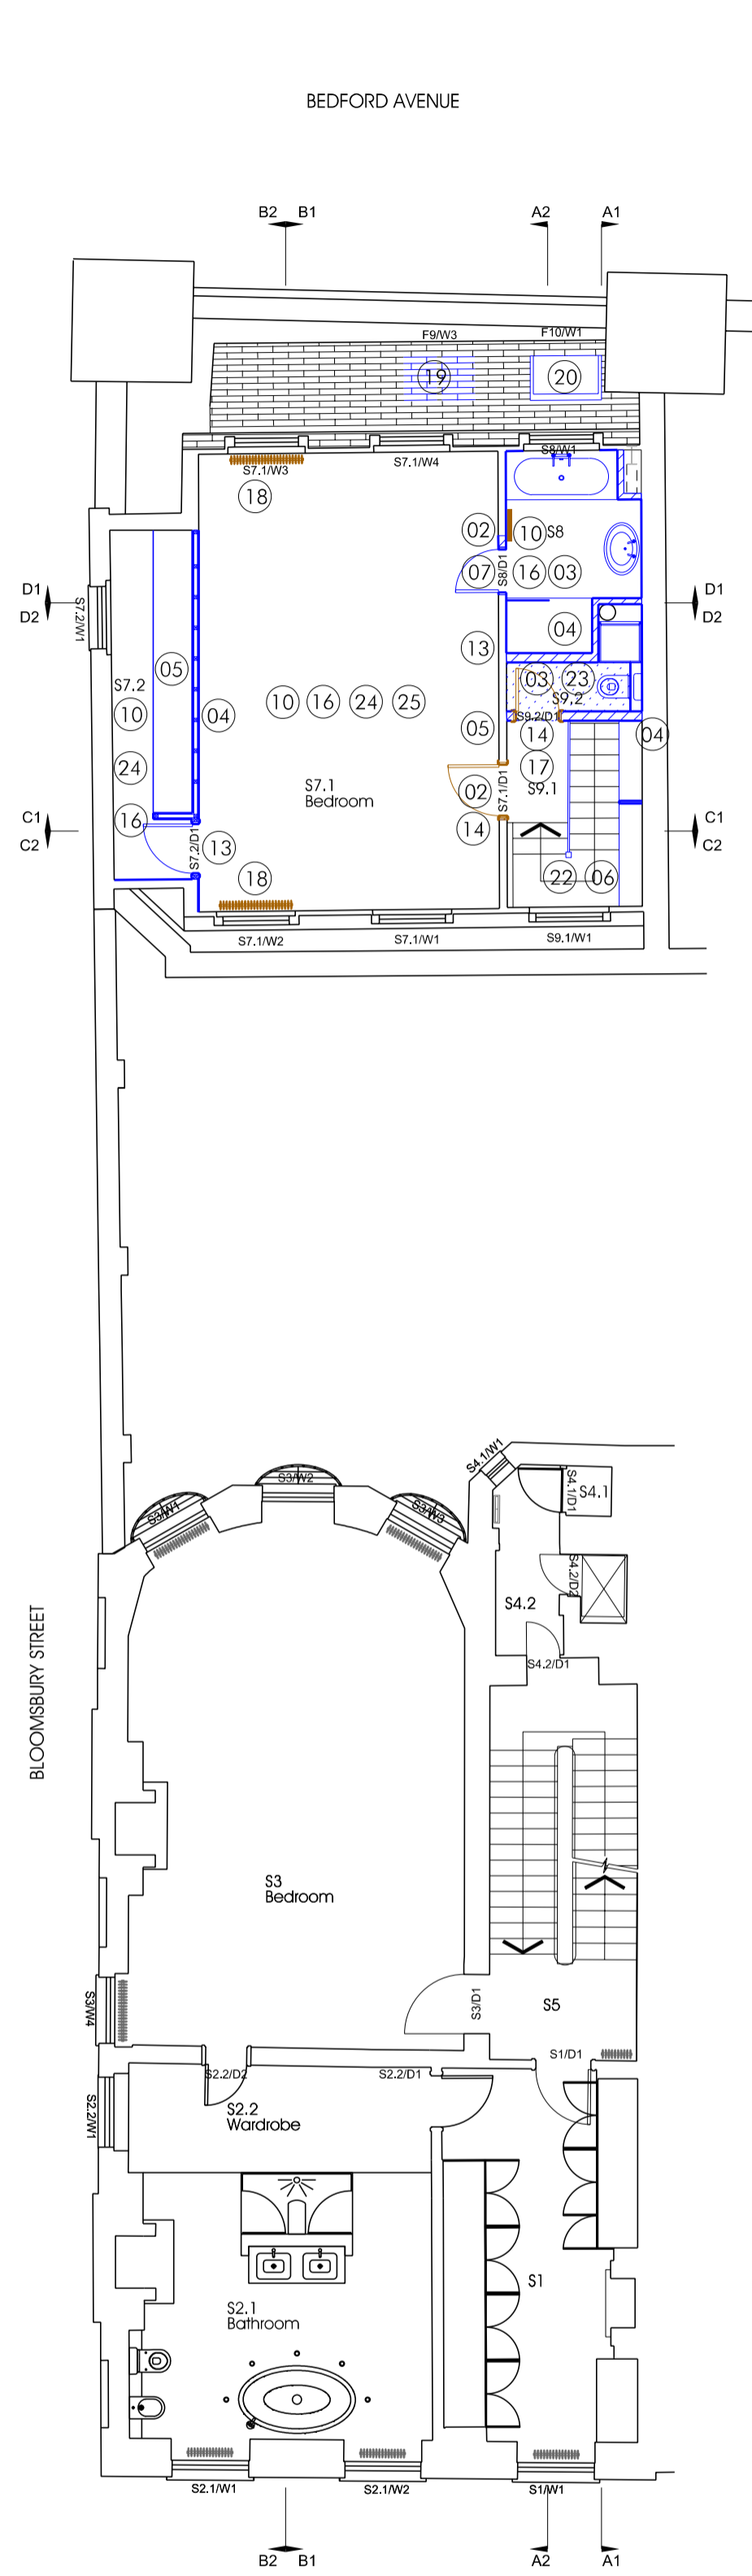 BEDFORD AVENUE
B2 B1 A2 A1
F9/W3 F10/W1
19 20
S7.1/W3 S7.1/W4 S8/W1
18
02 10 S8
07 S8/D1 16 03
D1 D1
D2 S7.2/W1 D2
04
13
05 03 23
S7.2 S9.2
10 04 10 16 24 25 05 S9.2/D1 14 04
24 17
S7.1 S7.1/D1 S9.1
Bedroom 02
C1 16 14 C1
C2 S7.2/D1 13 C2
18 22 06
S7.1/W2 S7.1/W1 S9.1/W1
S4.1/W1
S3/W1 S3/W2 S3/W3 S4.1/D1 S4.1
S4.2/D2
S4.2
S4.2/D1
BLOOMSBURY STREET
S3
Bedroom
S3/W4 S3/D1 S5
S1/D1
S2.2/D2 S2.2/D1
S2.2/W1 S2.2
Wardrobe
S1
S2.1
Bathroom
S2.1/W1 S2.1/W2 S1/W1
B2 B1 A2 A1